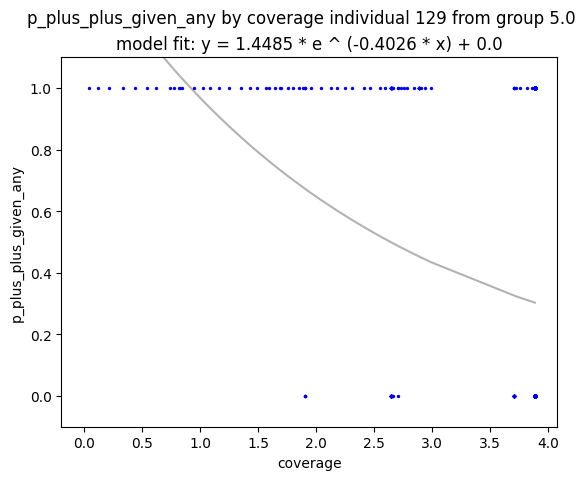 p_plus_plus_given_any by coverage individual 129 from group 5.0
model fit: y = 1.4485 * e ^ (-0.4026 * x) + 0.0
1.0
0.8
0.6
0.4
0.2
0.0
p_plus_plus_given_any
0.0 0.5 1.0 1.5 2.0 2.5 3.0 3.5 4.0
coverage